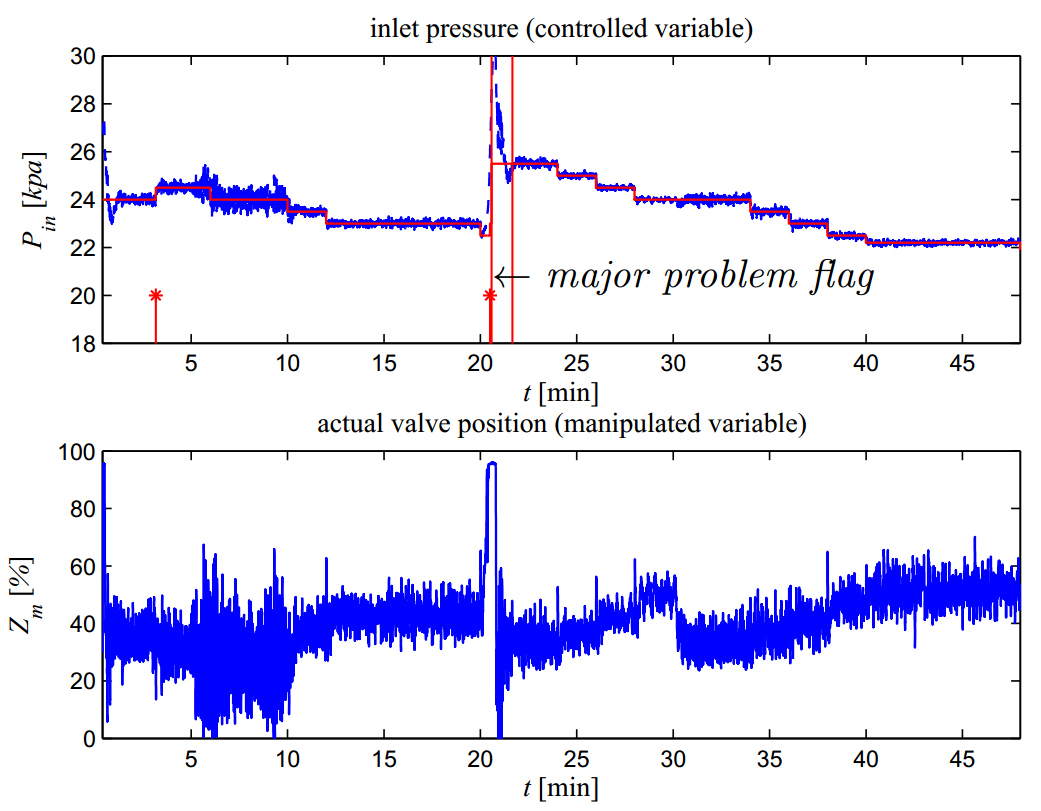 inlet pressure (controlled variable)
30
28
26
24
22
20
18
P_in [kpa]
← major problem flag
5 10 15 20 25 30 35 40 45
t [min]
actual valve position (manipulated variable)
100
80
60
40
20
0
Z_m [%]
5 10 15 20 25 30 35 40 45
t [min]